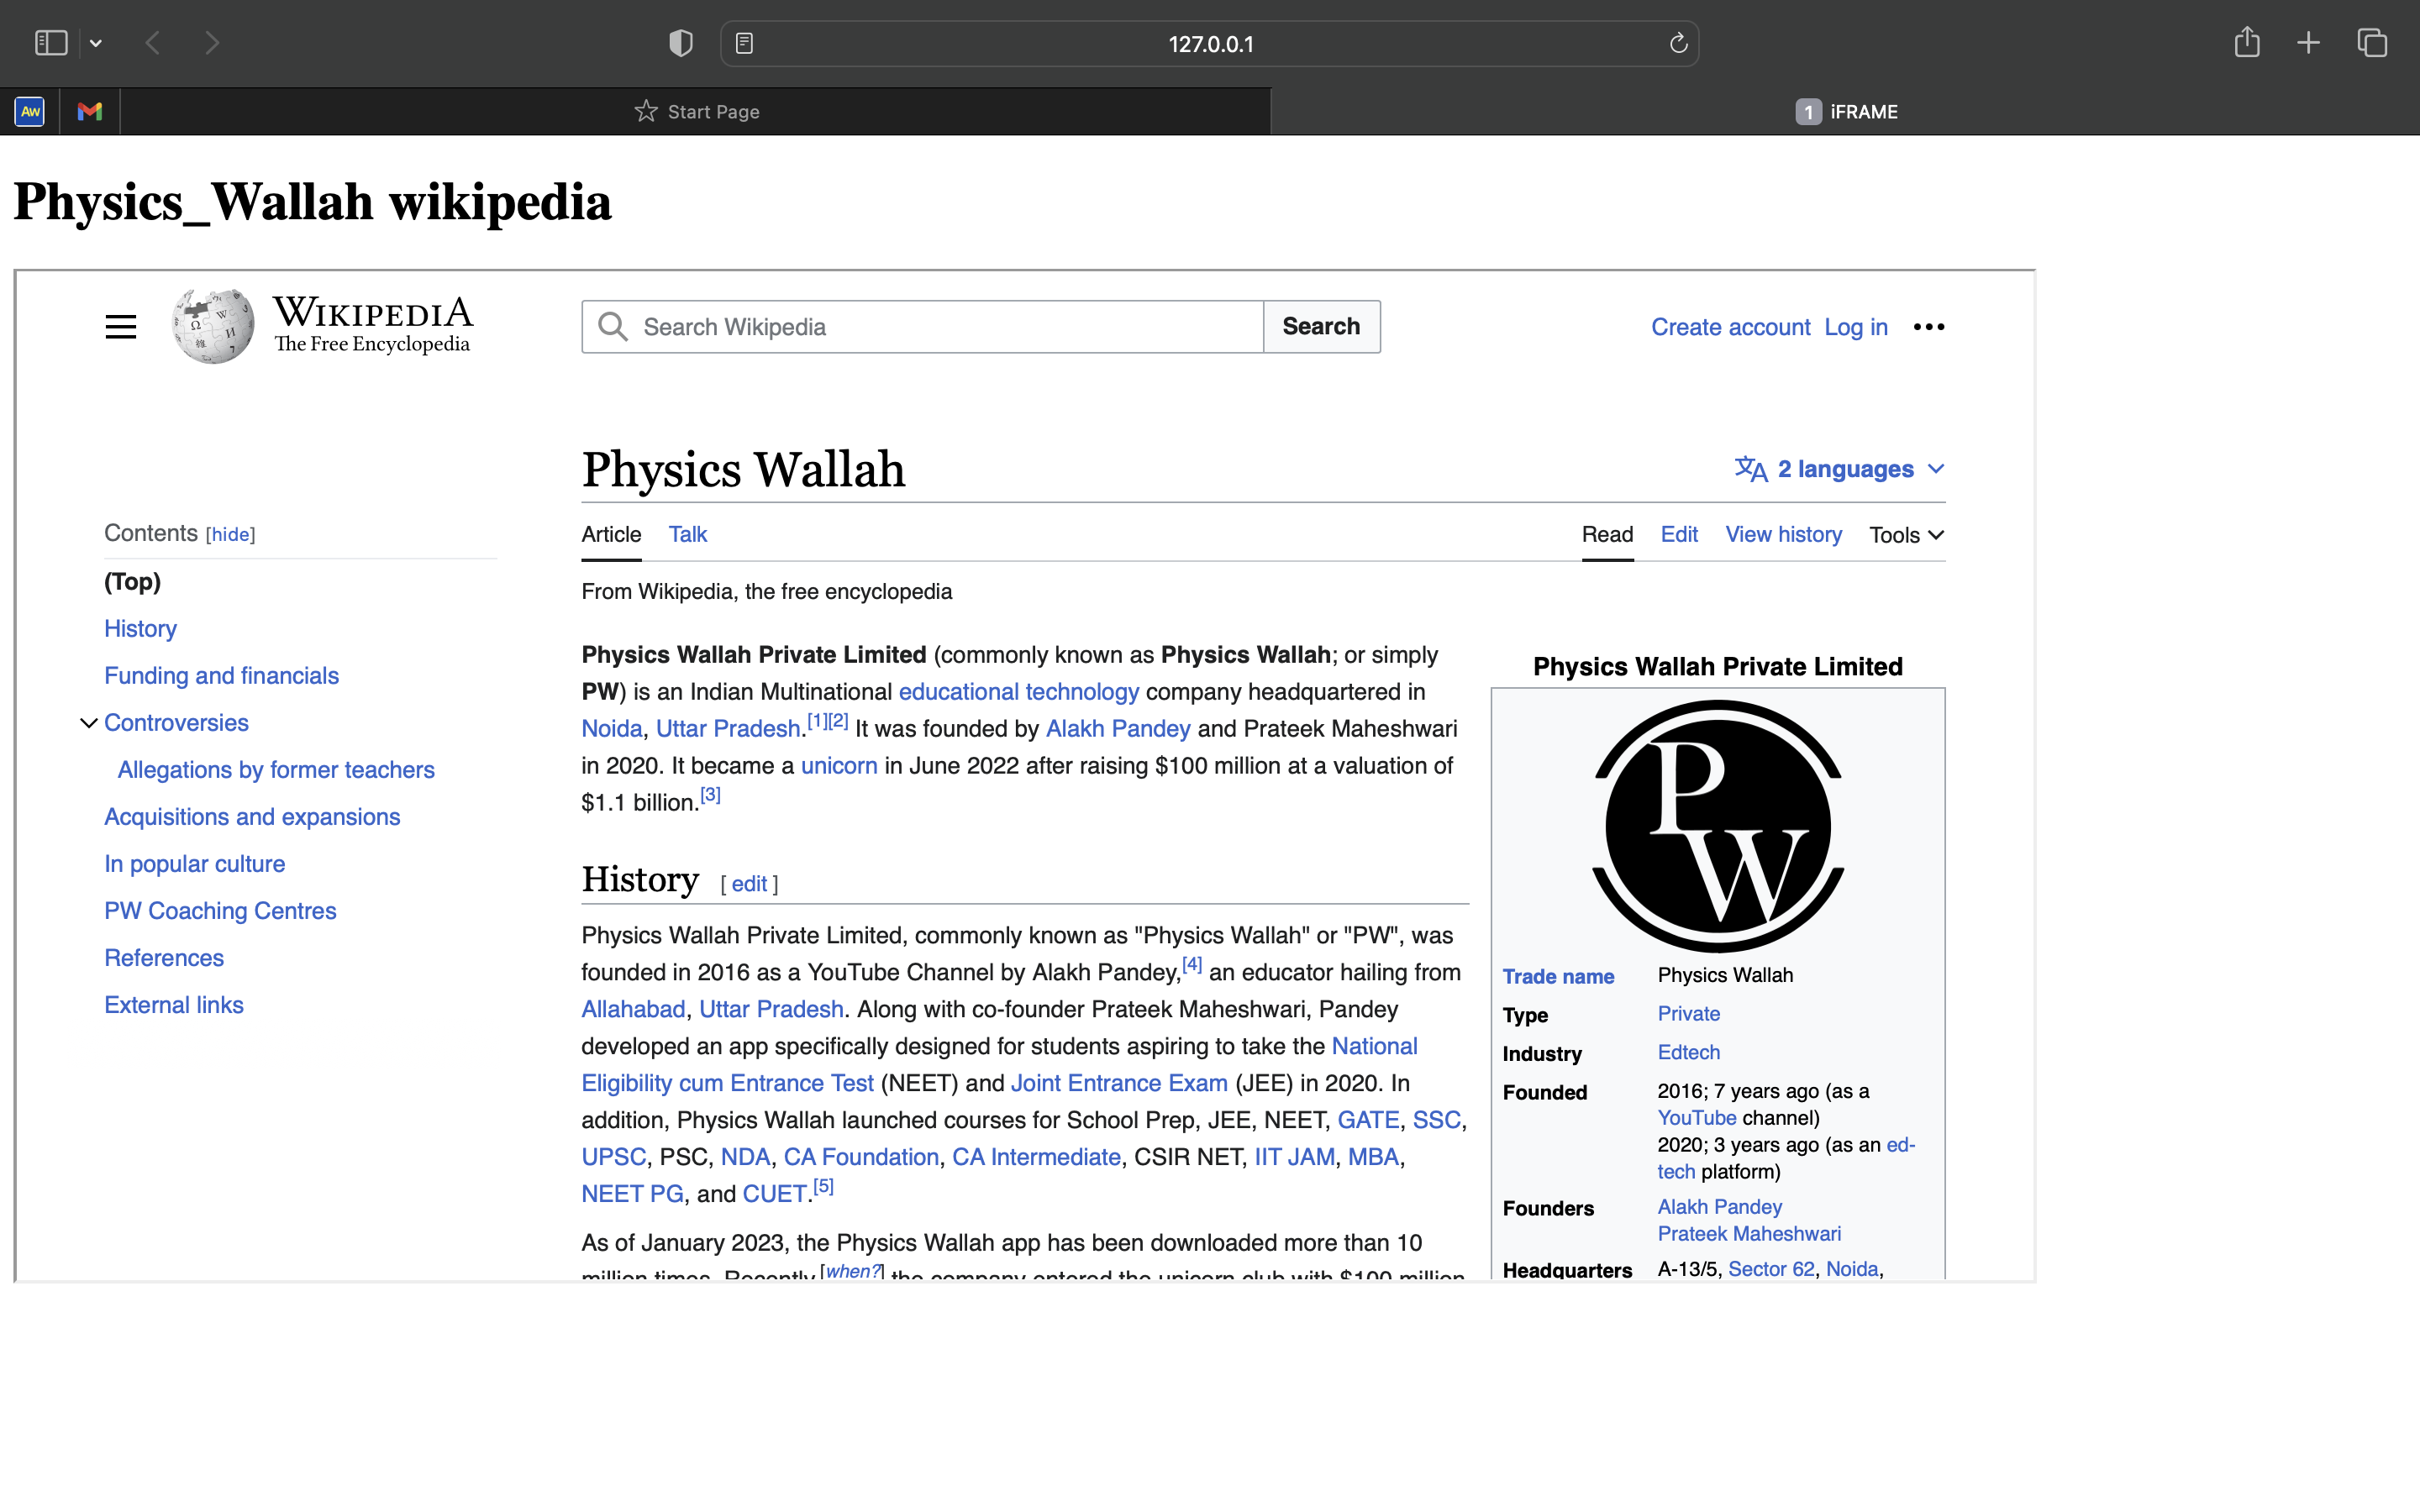 127.0.0.1
Aw
Start Page
1 iFRAME
Physics_Wallah wikipedia
WIKIPEDIA
The Free Encyclopedia
Search Wikipedia
Search
Create account Log in
Physics Wallah
2 languages
Article Talk
Read Edit View history Tools
From Wikipedia, the free encyclopedia
Contents [hide]
(Top)
History
Funding and financials
Controversies
Allegations by former teachers
Acquisitions and expansions
In popular culture
PW Coaching Centres
References
External links
Physics Wallah Private Limited (commonly known as Physics Wallah; or simply
PW) is an Indian Multinational educational technology company headquartered in
Noida, Uttar Pradesh.[1][2] It was founded by Alakh Pandey and Prateek Maheshwari
in 2020. It became a unicorn in June 2022 after raising $100 million at a valuation of
$1.1 billion.[3]
History [ edit ]
Physics Wallah Private Limited, commonly known as "Physics Wallah" or "PW", was
founded in 2016 as a YouTube Channel by Alakh Pandey,[4] an educator hailing from
Allahabad, Uttar Pradesh. Along with co-founder Prateek Maheshwari, Pandey
developed an app specifically designed for students aspiring to take the National
Eligibility cum Entrance Test (NEET) and Joint Entrance Exam (JEE) in 2020. In
addition, Physics Wallah launched courses for School Prep, JEE, NEET, GATE, SSC,
UPSC, PSC, NDA, CA Foundation, CA Intermediate, CSIR NET, IIT JAM, MBA,
NEET PG, and CUET.[5]
As of January 2023, the Physics Wallah app has been downloaded more than 10
million times. Recently,[when?] the company entered the unicorn club with $100 million
Physics Wallah Private Limited
PW
Trade name Physics Wallah
Type Private
Industry Edtech
Founded 2016; 7 years ago (as a
YouTube channel)
2020; 3 years ago (as an ed-
tech platform)
Founders Alakh Pandey
Prateek Maheshwari
Headquarters A-13/5, Sector 62, Noida,